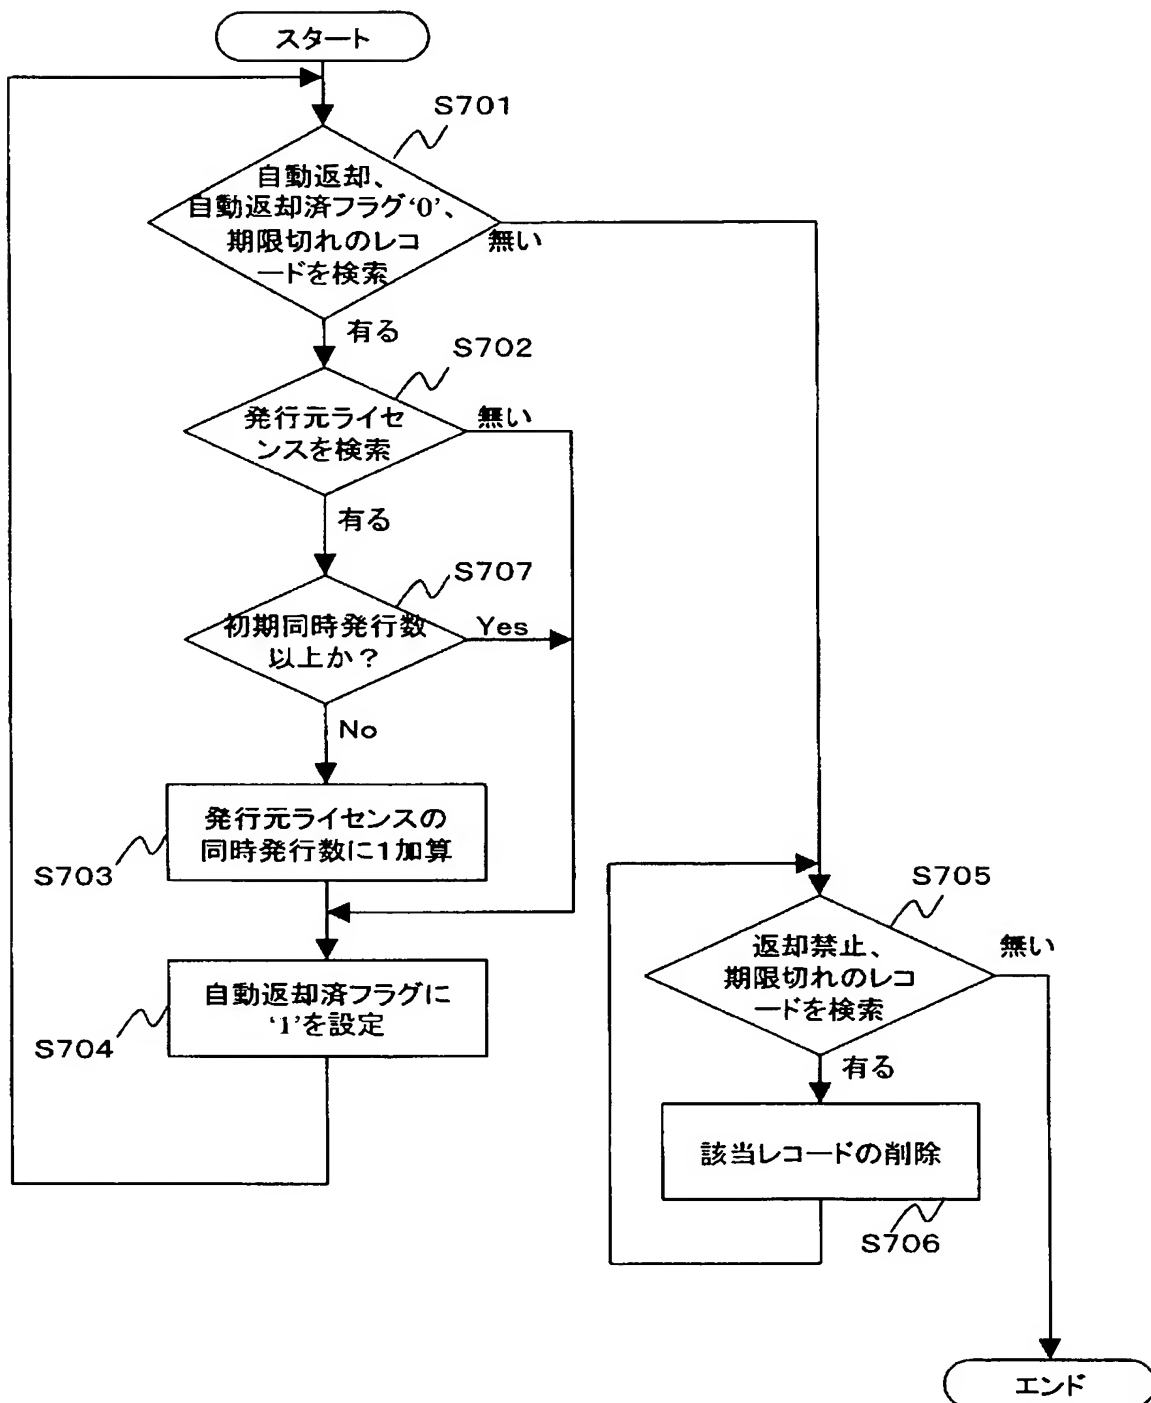 スタート
S701
自動返却、
自動返却済フラグ‘0’、
期限切れのレコ
ードを検索
無い
有る
S702
発行元ライセ
ンスを検索
無い
有る
S707
初期同時発行数
以上か？
Yes
No
発行元ライセンスの
同時発行数に1加算
S703
自動返却済フラグに
‘1’を設定
S704
S705
返却禁止、
期限切れのレコ
ードを検索
無い
有る
該当レコードの削除
S706
エンド